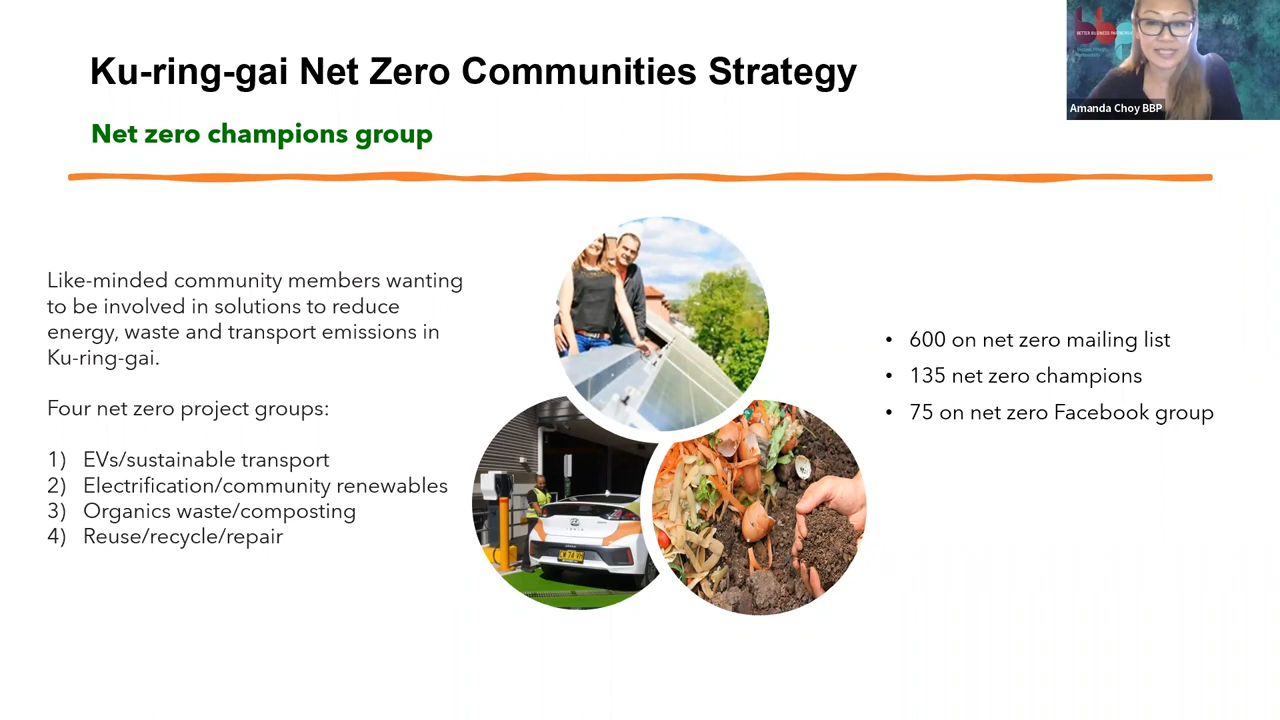 Ku-ring-gai Net Zero Communities Strategy
Net zero champions group
BETTER BUSINESS PARTNERSHIP
Amanda Choy BBP
Like-minded community members wanting
to be involved in solutions to reduce
energy, waste and transport emissions in
Ku-ring-gai.
Four net zero project groups:
1) EVs/sustainable transport
2) Electrification/community renewables
3) Organics waste/composting
4) Reuse/recycle/repair
• 600 on net zero mailing list
• 135 net zero champions
• 75 on net zero Facebook group